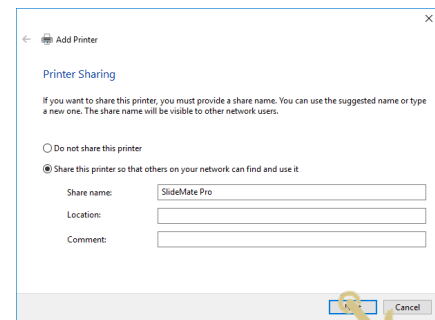 Add Printer
Printer Sharing
If you want to share this printer, you must provide a share name. You can use the suggested name or type
a new one. The share name will be visible to other network users.
Do not share this printer
Share this printer so that others on your network can find and use it
Share name: SlideMate Pro
Location:
Comment:
Cancel